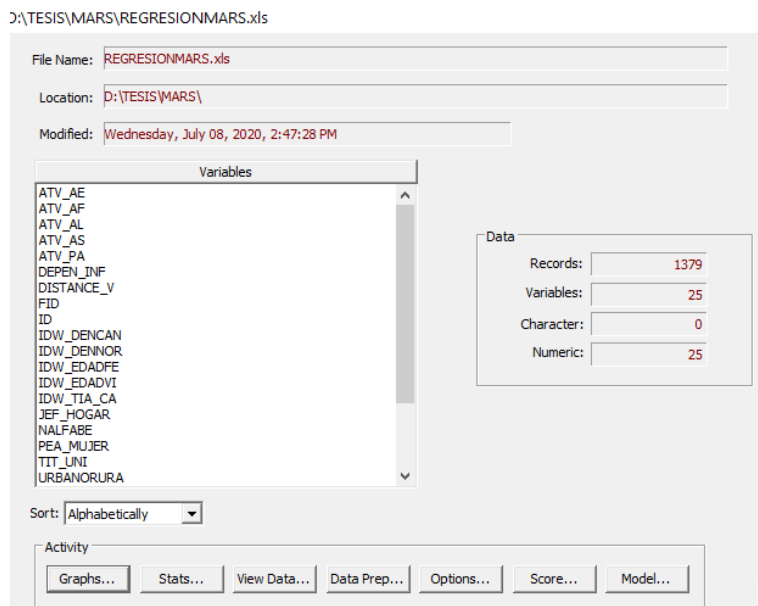 D:\TESIS\MARS\REGRESIONMARS.xls
File Name: REGRESIONMARS.xls
Location: D:\TESIS\MARS\
Modified: Wednesday, July 08, 2020, 2:47:28 PM
Variables
ATV_AE
ATV_AF
ATV_AL
ATV_AS
ATV_PA
DEPEN_INF
DISTANCE_V
FID
ID
IDW_DENCAN
IDW_DENNOR
IDW_EDADFE
IDW_EDADVI
IDW_TIA_CA
JEF_HOGAR
NALFABE
PEA_MUJER
TIT_UNI
URBANORURA
Data
Records: 1379
Variables: 25
Character: 0
Numeric: 25
Sort: Alphabetically
Activity
Graphs... Stats... View Data... Data Prep... Options... Score... Model...